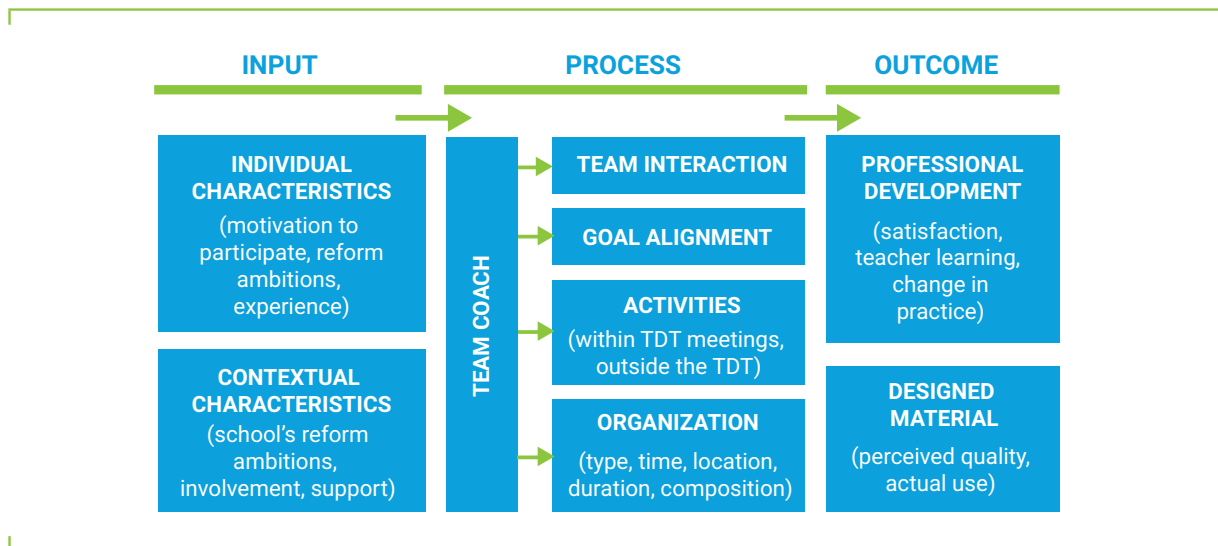 INPUT
PROCESS
OUTCOME
INDIVIDUAL
CHARACTERISTICS
(motivation to
participate, reform
ambitions,
experience)
CONTEXTUAL
CHARACTERISTICS
(school's reform
ambitions,
involvement, support)
TEAM COACH
TEAM INTERACTION
GOAL ALIGNMENT
ACTIVITIES
(within TDT meetings,
outside the TDT)
ORGANIZATION
(type, time, location,
duration, composition)
PROFESSIONAL
DEVELOPMENT
(satisfaction,
teacher learning,
change in
practice)
DESIGNED
MATERIAL
(perceived quality,
actual use)